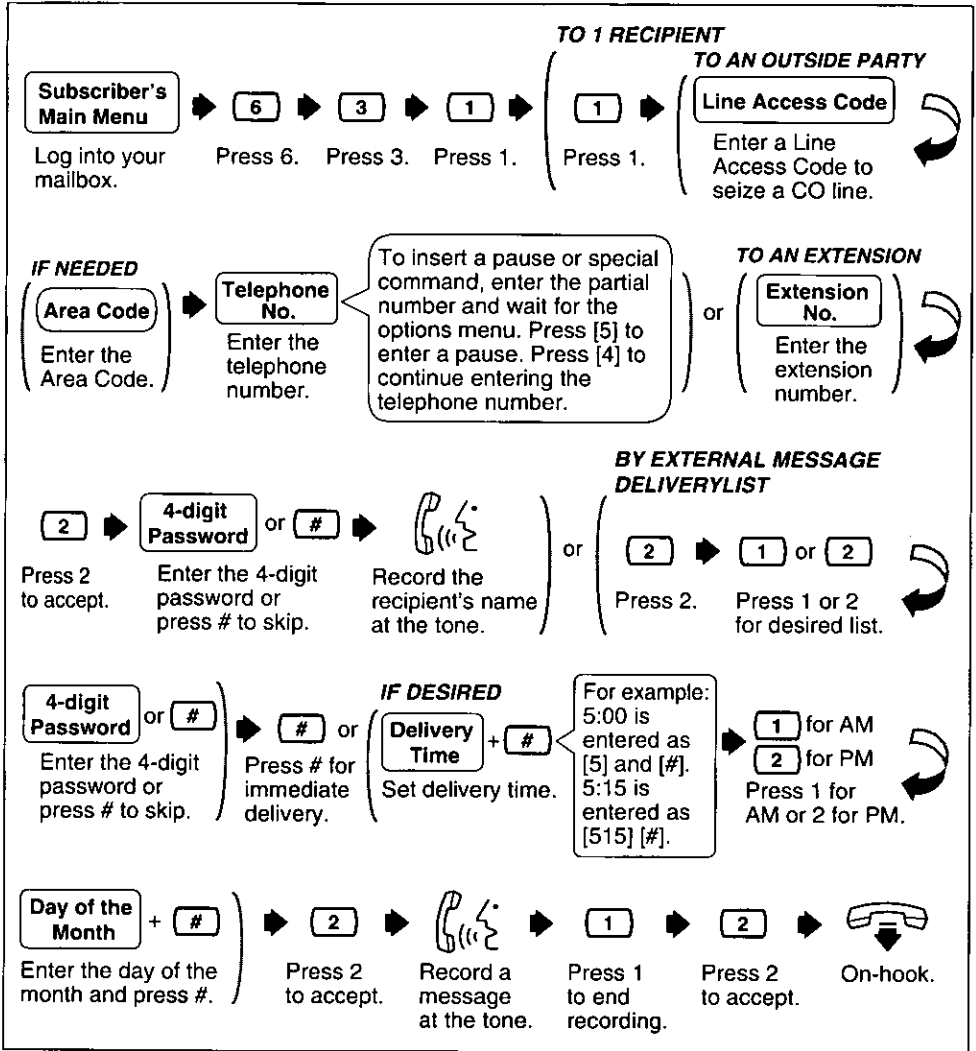 TO 1 RECIPIENT
TO AN OUTSIDE PARTY
Subscriber's
Main Menu
6
3
1
1
Line Access Code
Log into your
mailbox.
Press 6.
Press 3.
Press 1.
Press 1.
Enter a Line
Access Code to
seize a CO line.
IF NEEDED
Area Code
Enter the
Area Code.
Telephone
No.
Enter the
telephone
number.
To insert a pause or special
command, enter the partial
number and wait for the
options menu. Press [5] to
enter a pause. Press [4] to
continue entering the
telephone number.
or
TO AN EXTENSION
Extension
No.
Enter the
extension
number.
2
Press 2
to accept.
4-digit
Password
or
#
Enter the 4-digit
password or
press # to skip.
Record the
recipient's name
at the tone.
or
BY EXTERNAL MESSAGE
DELIVERYLIST
2
Press 2.
1 or 2
Press 1 or 2
for desired list.
4-digit
Password
or #
Enter the 4-digit
password or
press # to skip.
# or
Press # for
immediate
delivery.
IF DESIRED
Delivery
Time
+ #
Set delivery time.
For example:
5:00 is
entered as
[5] and [#].
5:15 is
entered as
[515] [#].
1 for AM
2 for PM
Press 1 for
AM or 2 for PM.
Day of the
Month
+ #
Enter the day of the
month and press #.
2
Press 2
to accept.
Record a
message
at the tone.
1
Press 1
to end
recording.
2
Press 2
to accept.
On-hook.